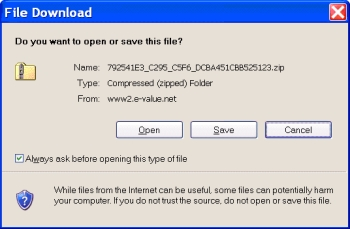 File Download
Do you want to open or save this file?
Name: 792541E3_C295_C5F6_DCBA451CBB525123.zip
Type: Compressed (zipped) Folder
From: www2.e-value.net
Open Save Cancel
Always ask before opening this type of file
While files from the Internet can be useful, some files can potentially harm
your computer. If you do not trust the source, do not open or save this file.